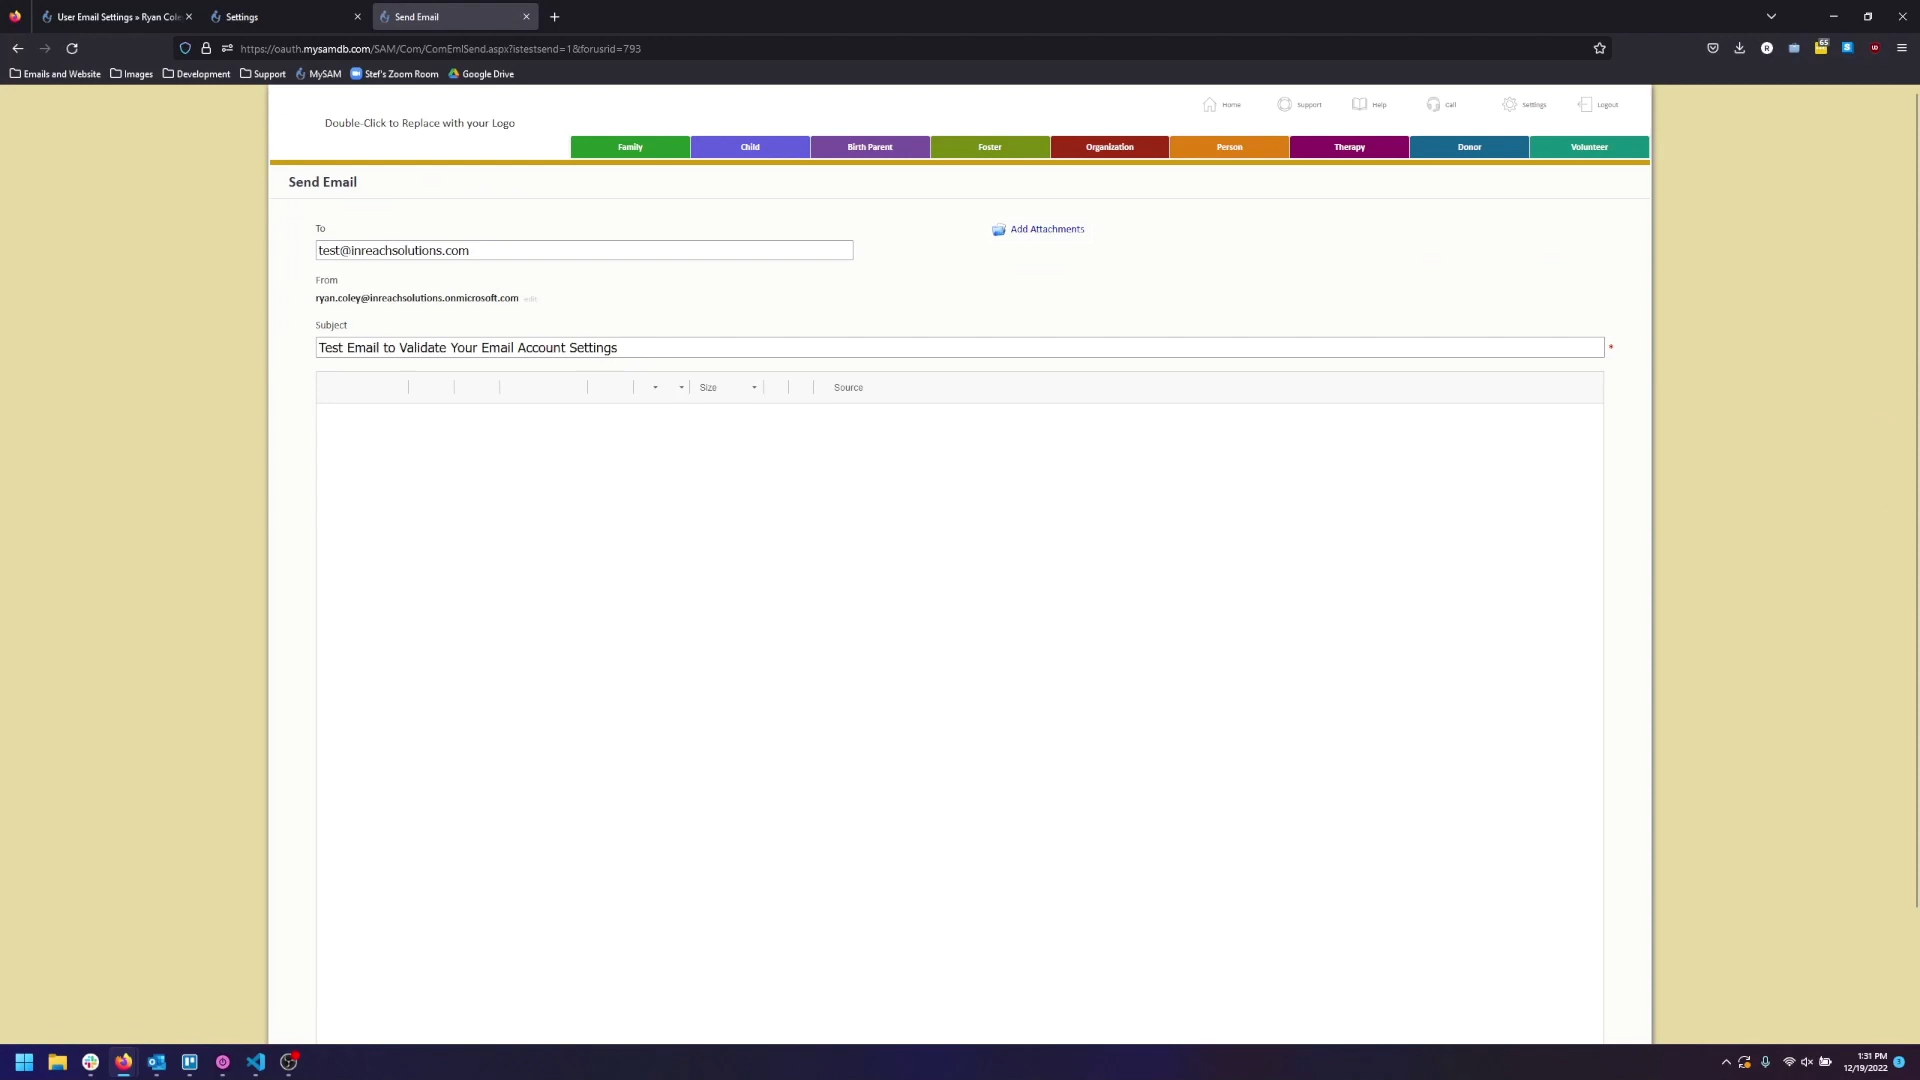 User Email Settings » Ryan Cole
Settings
Send Email
https://oauth.mysamdb.com/SAM/Com/ComEmlSend.aspx?istestsend=1&forusrid=793
65
Emails and Website
Images
Development
Support
MySAM
Stef's Zoom Room
Google Drive
Home
Support
Help
Call
Settings
Logout
Double-Click to Replace with your Logo
Family
Child
Birth Parent
Foster
Organization
Person
Therapy
Donor
Volunteer
Send Email
To
Add Attachments
test@inreachsolutions.com
From
ryan.coley@inreachsolutions.onmicrosoft.com edit
Subject
Test Email to Validate Your Email Account Settings *
Size
Source
1:31 PM
12/19/2022
3